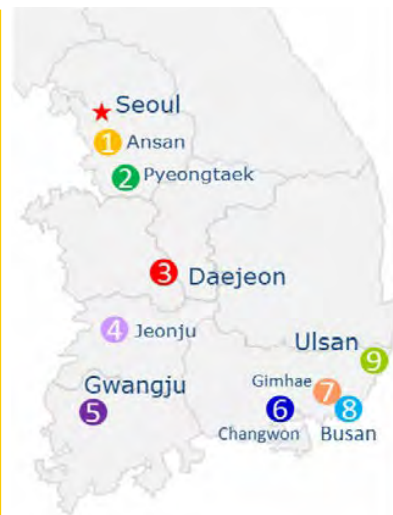 Seoul
1 Ansan
2 Pyeongtaek
3 Daejeon
4 Jeonju
Ulsan
9
Gwangju
5
Gimhae
7
6
8
Changwon
Busan